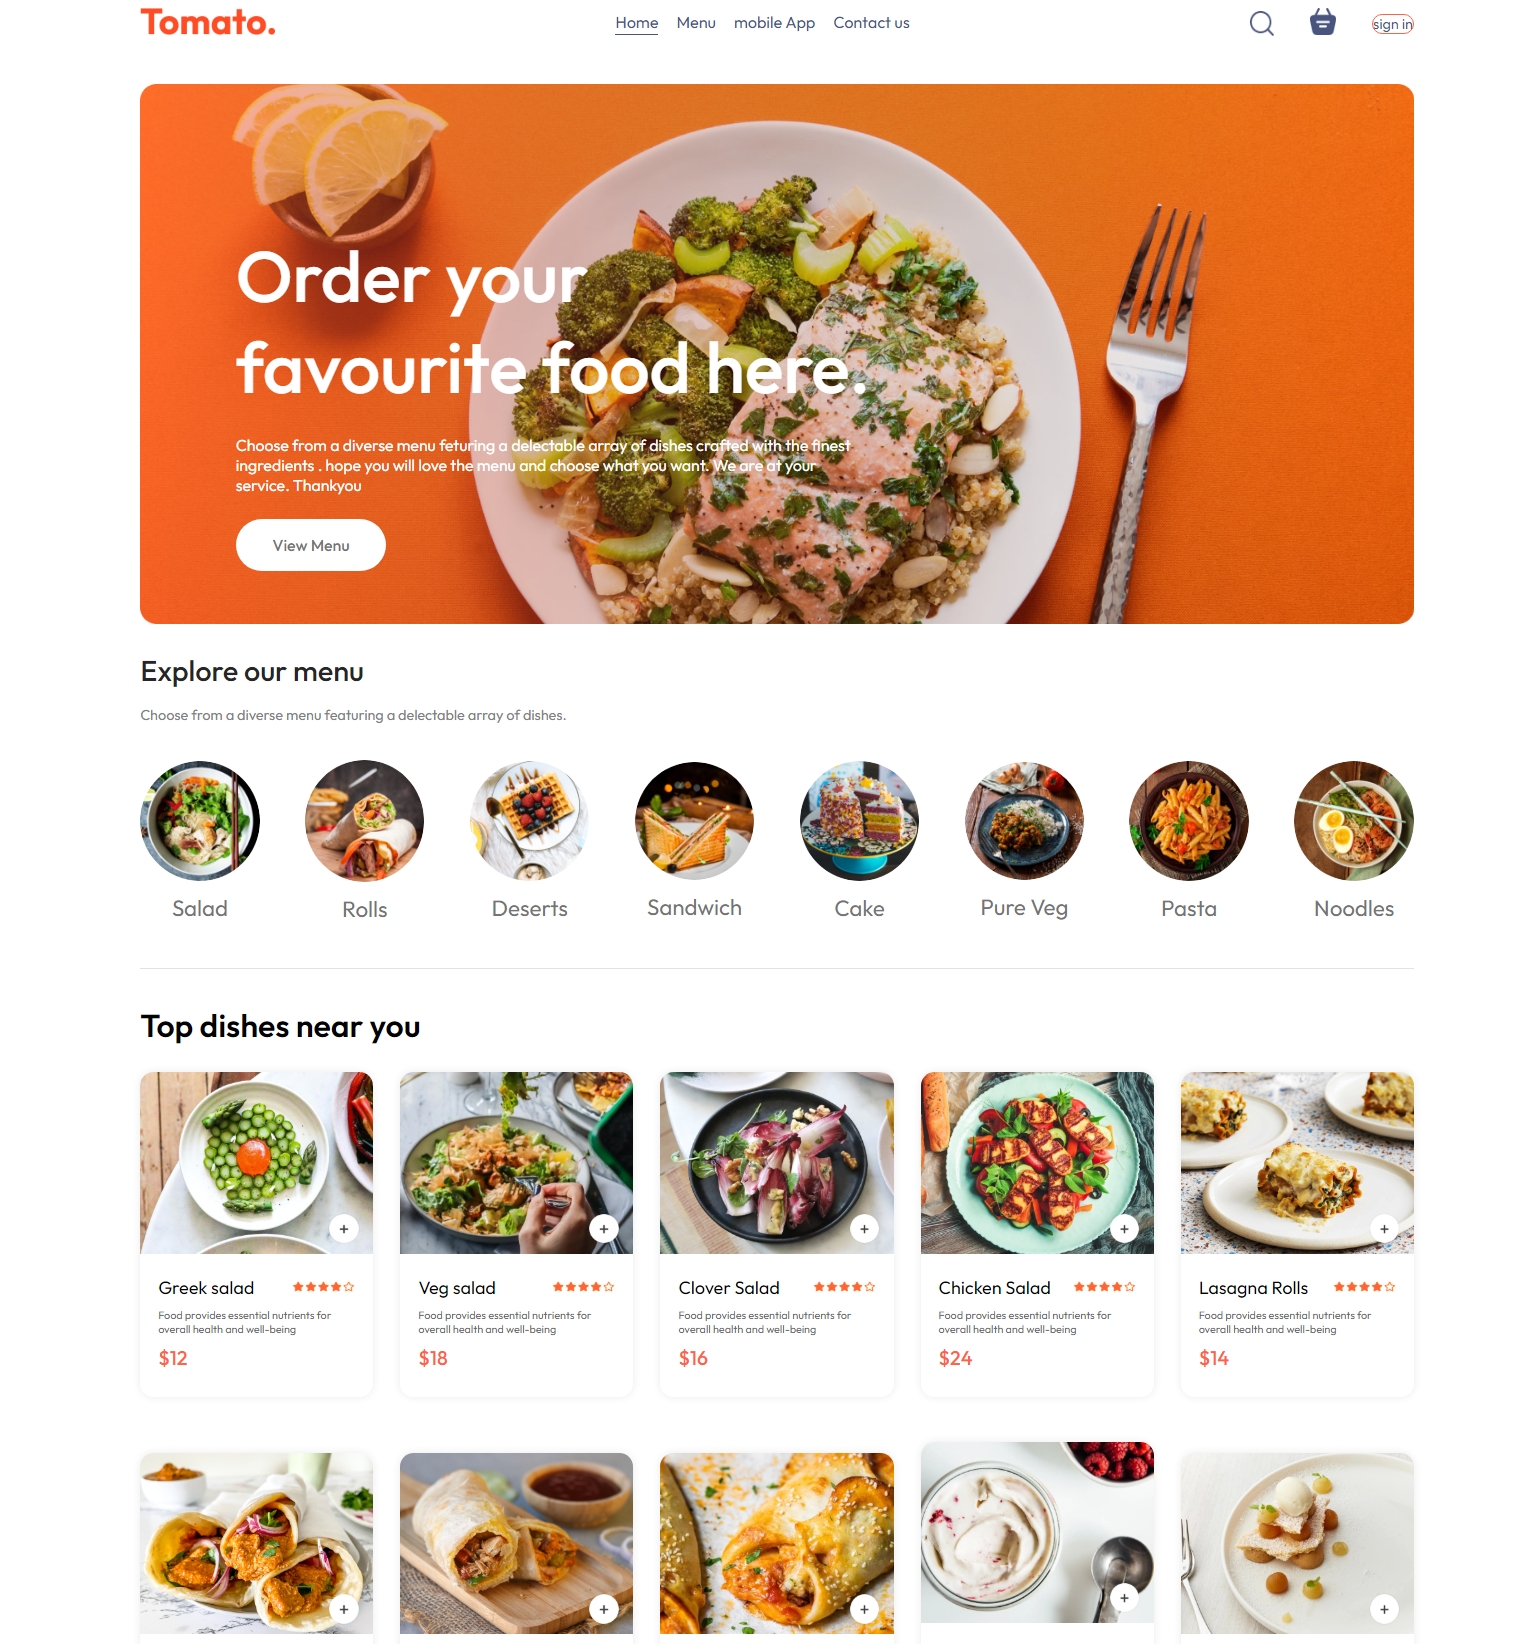 Tomato.
Home Menu mobile App Contact us
sign in
Order your
favourite food here.
Choose from a diverse menu feturing a delectable array of dishes crafted with the finest
ingredients . hope you will love the menu and choose what you want. We are at your
service. Thankyou
View Menu
Explore our menu
Choose from a diverse menu featuring a delectable array of dishes.
Salad Rolls Deserts Sandwich Cake Pure Veg Pasta Noodles
Top dishes near you
Greek salad
Food provides essential nutrients for
overall health and well-being
$12
Veg salad
Food provides essential nutrients for
overall health and well-being
$18
Clover Salad
Food provides essential nutrients for
overall health and well-being
$16
Chicken Salad
Food provides essential nutrients for
overall health and well-being
$24
Lasagna Rolls
Food provides essential nutrients for
overall health and well-being
$14